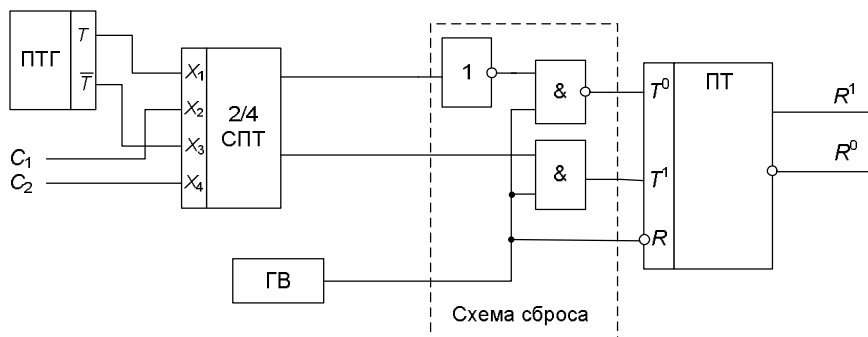 ПТГ
T
T̅
C₁
C₂
X₁
X₂
X₃
X₄
2/4
СПТ
ГВ
1
&
&
Схема сброса
T⁰
T¹
R
ПТ
R¹
R⁰